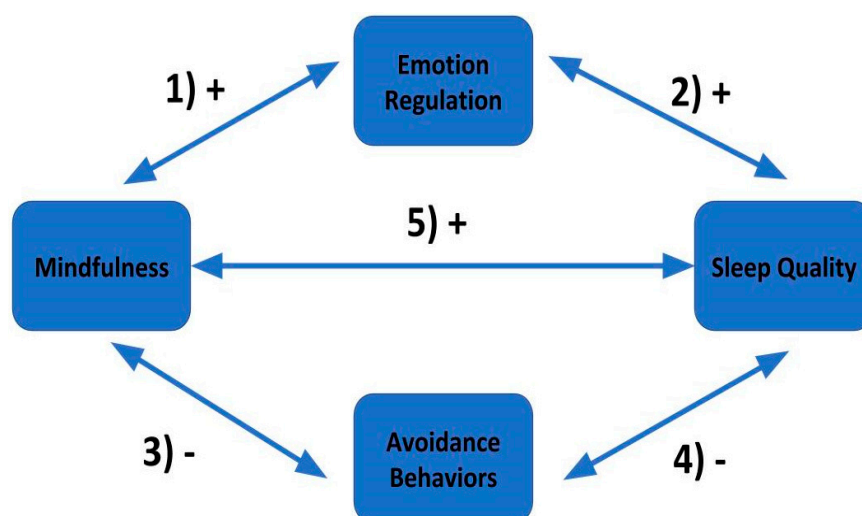 Emotion
Regulation
1) +
2) +
5) +
Mindfulness
Sleep Quality
Avoidance
Behaviors
3) -
4) -